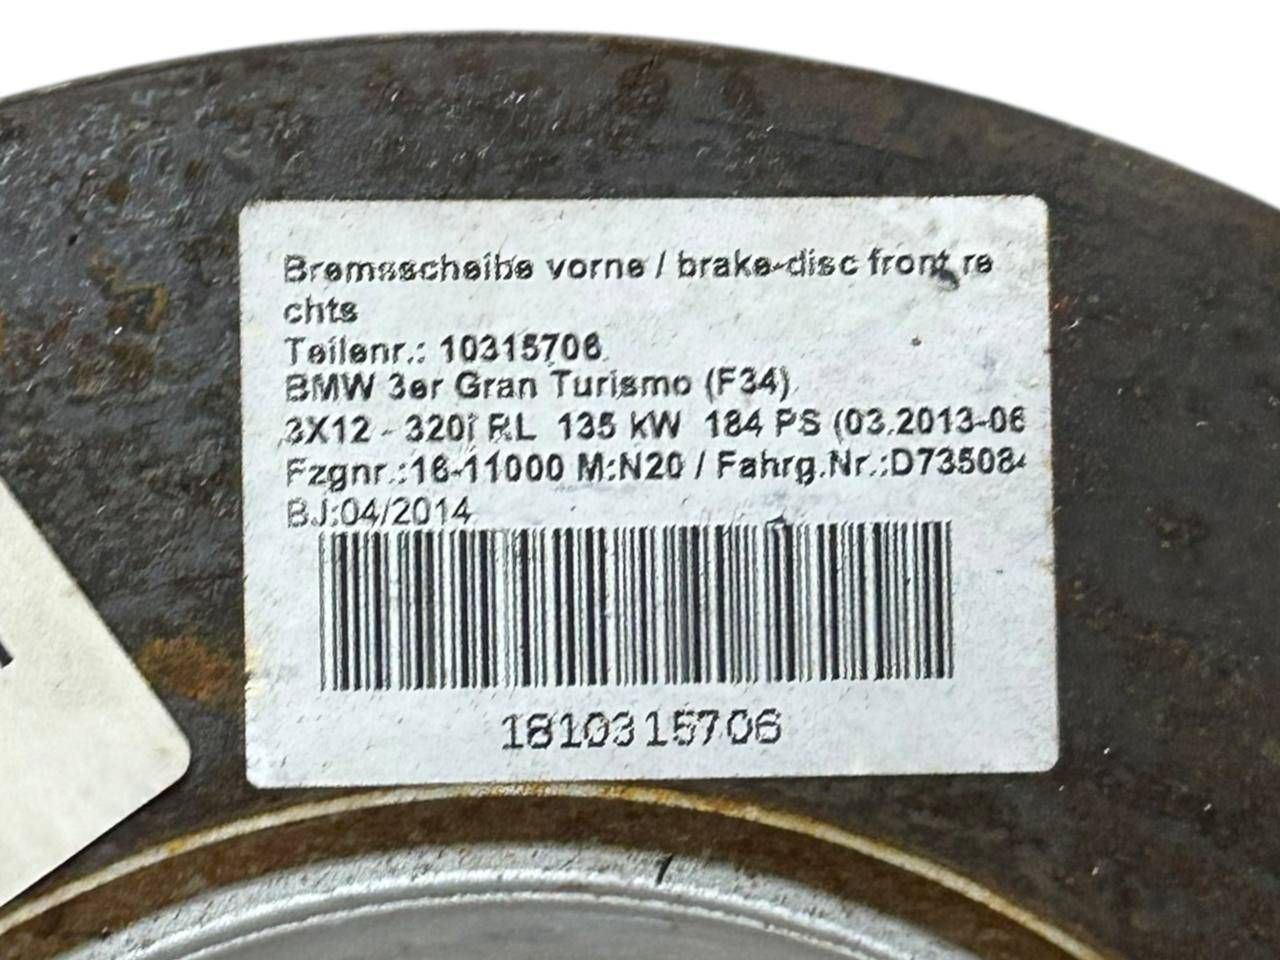 Bremsscheibe vorne / brake-disc front re
chts
Teilenr.: 10315706
BMW 3er Gran Turismo (F34)
3X12 - 320i RL 135 kW 184 PS (03.2013-06
Fzgnr.:16-11000 M:N20 / Fahrg.Nr.:D735084
BJ:04/2014
1810315706